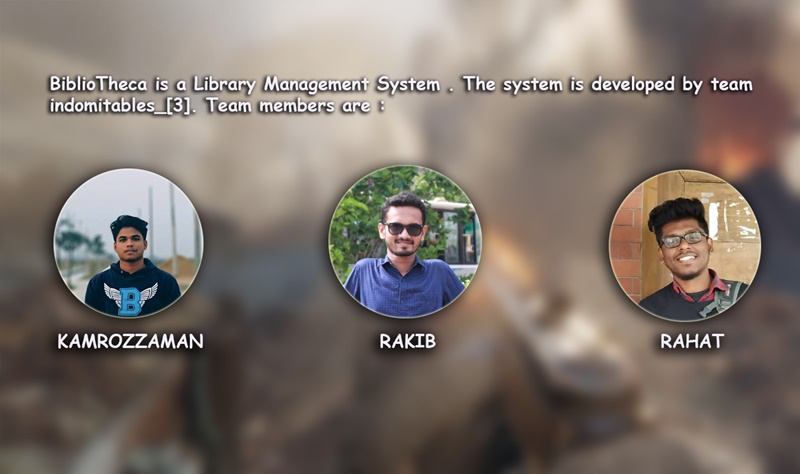 BiblioTheca is a Library Management System . The system is developed by team
indomitables_[3]. Team members are :
B
KAMROZZAMAN
RAKIB
RAHAT